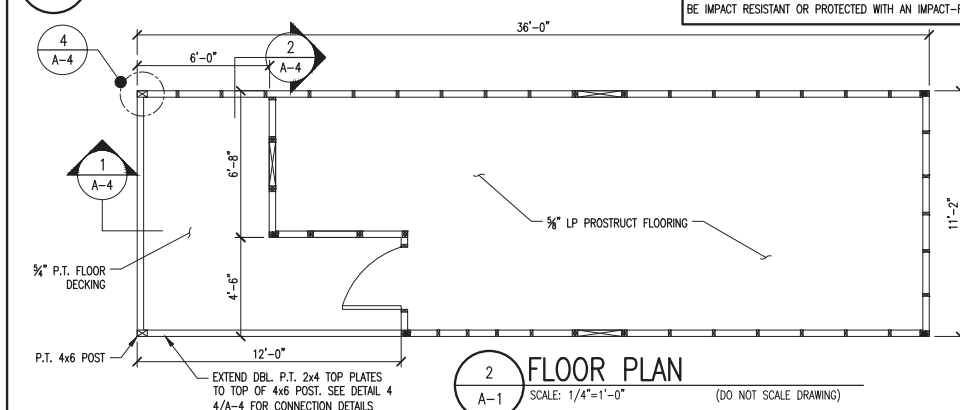 BE IMPACT RESISTANT OR PROTECTED WITH AN IMPACT-
36'-0"
4
A-4
6'-0"
2
A-4
1
A-4
6'-8"
5/8" LP PROSTRUCT FLOORING
11'-2"
5/4" P.T. FLOOR
DECKING
4'-6"
P.T. 4x6 POST
12'-0"
EXTEND DBL. P.T. 2x4 TOP PLATES
TO TOP OF 4x6 POST. SEE DETAIL 4
4/A-4 FOR CONNECTION DETAILS
2
A-1
FLOOR PLAN
SCALE: 1/4"=1'-0"
(DO NOT SCALE DRAWING)